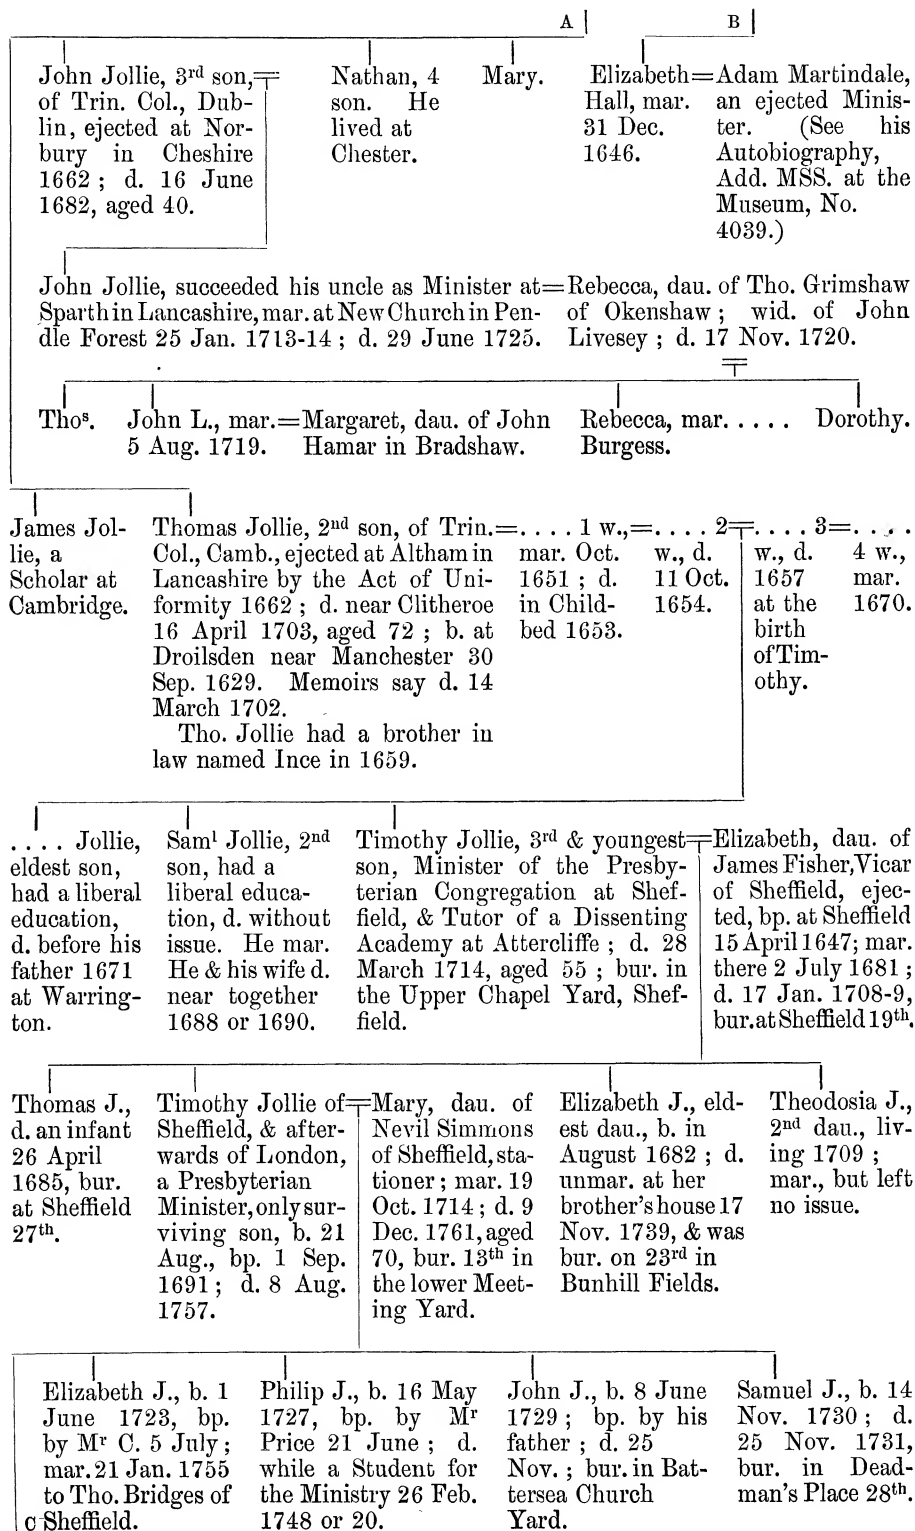 A
B
John Jollie, 3rd son,
of Trin. Col., Dub-
lin, ejected at Nor-
bury in Cheshire
1662 ; d. 16 June
1682, aged 40.
Nathan, 4
son. He
lived at
Chester.
Mary.
Elizabeth=
Hall, mar.
31 Dec.
1646.
Adam Martindale,
an ejected Minis-
ter. (See his
Autobiography,
Add. MSS. at the
Museum, No.
4039.)
John Jollie, succeeded his uncle as Minister at=
Sparth in Lancashire, mar. at New Church in Pen-
dle Forest 25 Jan. 1713-14 ; d. 29 June 1725.
Rebecca, dau. of Tho. Grimshaw
of Okenshaw ; wid. of John
Livesey ; d. 17 Nov. 1720.
Thos.
John L., mar.=
5 Aug. 1719.
Margaret, dau. of John
Hamar in Bradshaw.
Rebecca, mar. . . . .
Burgess.
Dorothy.
James Jol-
lie, a
Scholar at
Cambridge.
Thomas Jollie, 2nd son, of Trin.=
Col., Camb., ejected at Altham in
Lancashire by the Act of Uni-
formity 1662 ; d. near Clitheroe
16 April 1703, aged 72 ; b. at
Droilsden near Manchester 30
Sep. 1629. Memoirs say d. 14
March 1702.
Tho. Jollie had a brother in
law named Ince in 1659.
. . . . 1 w.,=
mar. Oct.
1651 ; d.
in Child-
bed 1653.
. . . . 2
w., d.
11 Oct.
1654.
. . . . 3=
w., d.
1657
at the
birth
of Tim-
othy.
. . . .
4 w.,
mar.
1670.
. . . . Jollie,
eldest son,
had a liberal
education,
d. before his
father 1671
at Warring-
ton.
Saml Jollie, 2nd
son, had a
liberal educa-
tion, d. without
issue. He mar.
He & his wife d.
near together
1688 or 1690.
Timothy Jollie, 3rd & youngest
son, Minister of the Presby-
terian Congregation at Shef-
field, & Tutor of a Dissenting
Academy at Attercliffe ; d. 28
March 1714, aged 55 ; bur. in
the Upper Chapel Yard, Shef-
field.
Elizabeth, dau. of
James Fisher, Vicar
of Sheffield, ejec-
ted, bp. at Sheffield
15 April 1647; mar.
there 2 July 1681 ;
d. 17 Jan. 1708-9,
bur. at Sheffield 19th.
Thomas J.,
d. an infant
26 April
1685, bur.
at Sheffield
27th.
Timothy Jollie of
Sheffield, & after-
wards of London,
a Presbyterian
Minister, only sur-
viving son, b. 21
Aug., bp. 1 Sep.
1691 ; d. 8 Aug.
1757.
Mary, dau. of
Nevil Simmons
of Sheffield, sta-
tioner ; mar. 19
Oct. 1714 ; d. 9
Dec. 1761, aged
70, bur. 13th in
the lower Meet-
ing Yard.
Elizabeth J., eld-
est dau., b. in
August 1682 ; d.
unmar. at her
brother's house 17
Nov. 1739, & was
bur. on 23rd in
Bunhill Fields.
Theodosia J.,
2nd dau., liv-
ing 1709 ;
mar., but left
no issue.
Elizabeth J., b. 1
June 1723, bp.
by Mr C. 5 July ;
mar. 21 Jan. 1755
to Tho. Bridges of
Sheffield.
C
Philip J., b. 16 May
1727, bp. by Mr
Price 21 June ; d.
while a Student for
the Ministry 26 Feb.
1748 or 20.
John J., b. 8 June
1729 ; bp. by his
father ; d. 25
Nov. ; bur. in Bat-
tersea Church
Yard.
Samuel J., b. 14
Nov. 1730 ; d.
25 Nov. 1731,
bur. in Dead-
man's Place 28th.